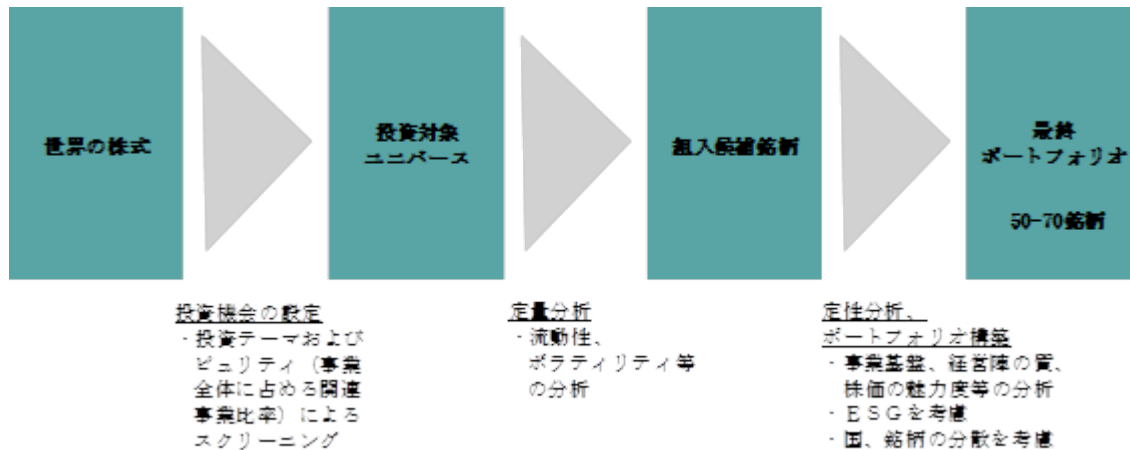 世界の株式
投資対象
ユニバース
組入候補銘柄
最終
ポートフォリオ
50-70銘柄
投資機会の設定
・投資テーマおよび
ピュリティ（事業
全体に占める関連
事業比率）による
スクリーニング
定量分析
・流動性、
ボラティリティ等
の分析
定性分析、
ポートフォリオ構築
・事業基盤、経営陣の質、
株価の魅力度等の分析
・ＥＳＧを考慮
・国、銘柄の分散を考慮